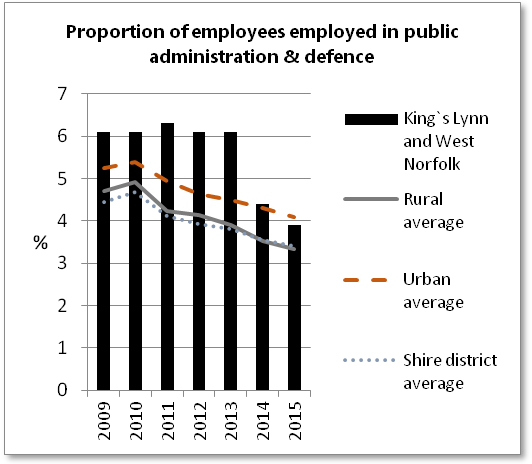 Proportion of employees employed in public
administration & defence
7
6
5
4
3
2
1
0
%
2009
2010
2011
2012
2013
2014
2015
King`s Lynn
and West
Norfolk
Rural
average
Urban
average
Shire district
average